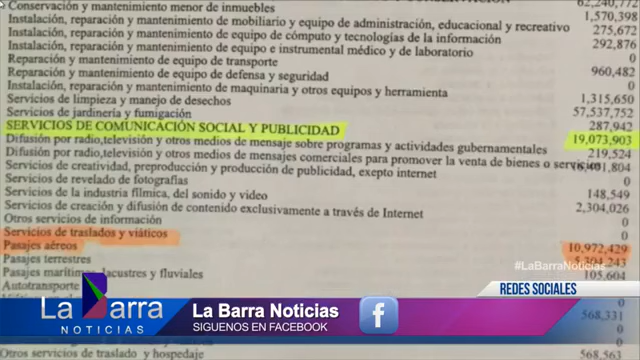 Conservación y mantenimiento menor de inmuebles
62,240,772
Instalación, reparación y mantenimiento de mobiliario y equipo de administración, educacional y recreativo
1,570,398
Instalación, reparación y mantenimiento de equipo de cómputo y tecnologías de la información
275,672
Instalación, reparación y mantenimiento de equipo e instrumental médico y de laboratorio
292,876
Reparación y mantenimiento de equipo de transporte
0
Reparación y mantenimiento de equipo de defensa y seguridad
960,482
Instalación, reparación y mantenimiento de maquinaria y otros equipos y herramienta
0
Servicios de limpieza y manejo de desechos
1,315,650
Servicios de jardinería y fumigación
57,537,752
287,942
SERVICIOS DE COMUNICACIÓN SOCIAL Y PUBLICIDAD
19,073,903
Difusión por radio,televisión y otros medios de mensaje sobre programas y actividades gubernamentales
219,524
Difusión por radio,televisión y otros medios de mensajes comerciales para promover la venta de bienes o servicios
Servicios de creatividad, preproducción y producción de publicidad, exepto internet
Servicios de revelado de fotografías
0
Servicios de la industria fílmica, del sonido y video
148,549
Servicios de creación y difusión de contenido exclusivamente a través de Internet
2,304,026
Otros servicios de información
0
Servicios de traslados y viáticos
0
Pasajes aéreos
10,972,429
Pasajes terrestres
5,304,243
Pasajes marítimos, lacustres y fluviales
105,604
Autotransporte
#LaBarraNoticias
REDES SOCIALES
La Barra
NOTICIAS
La Barra Noticias
SIGUENOS EN FACEBOOK
f
568,331
0
Otros servicios de traslado y hospedaje
568,563